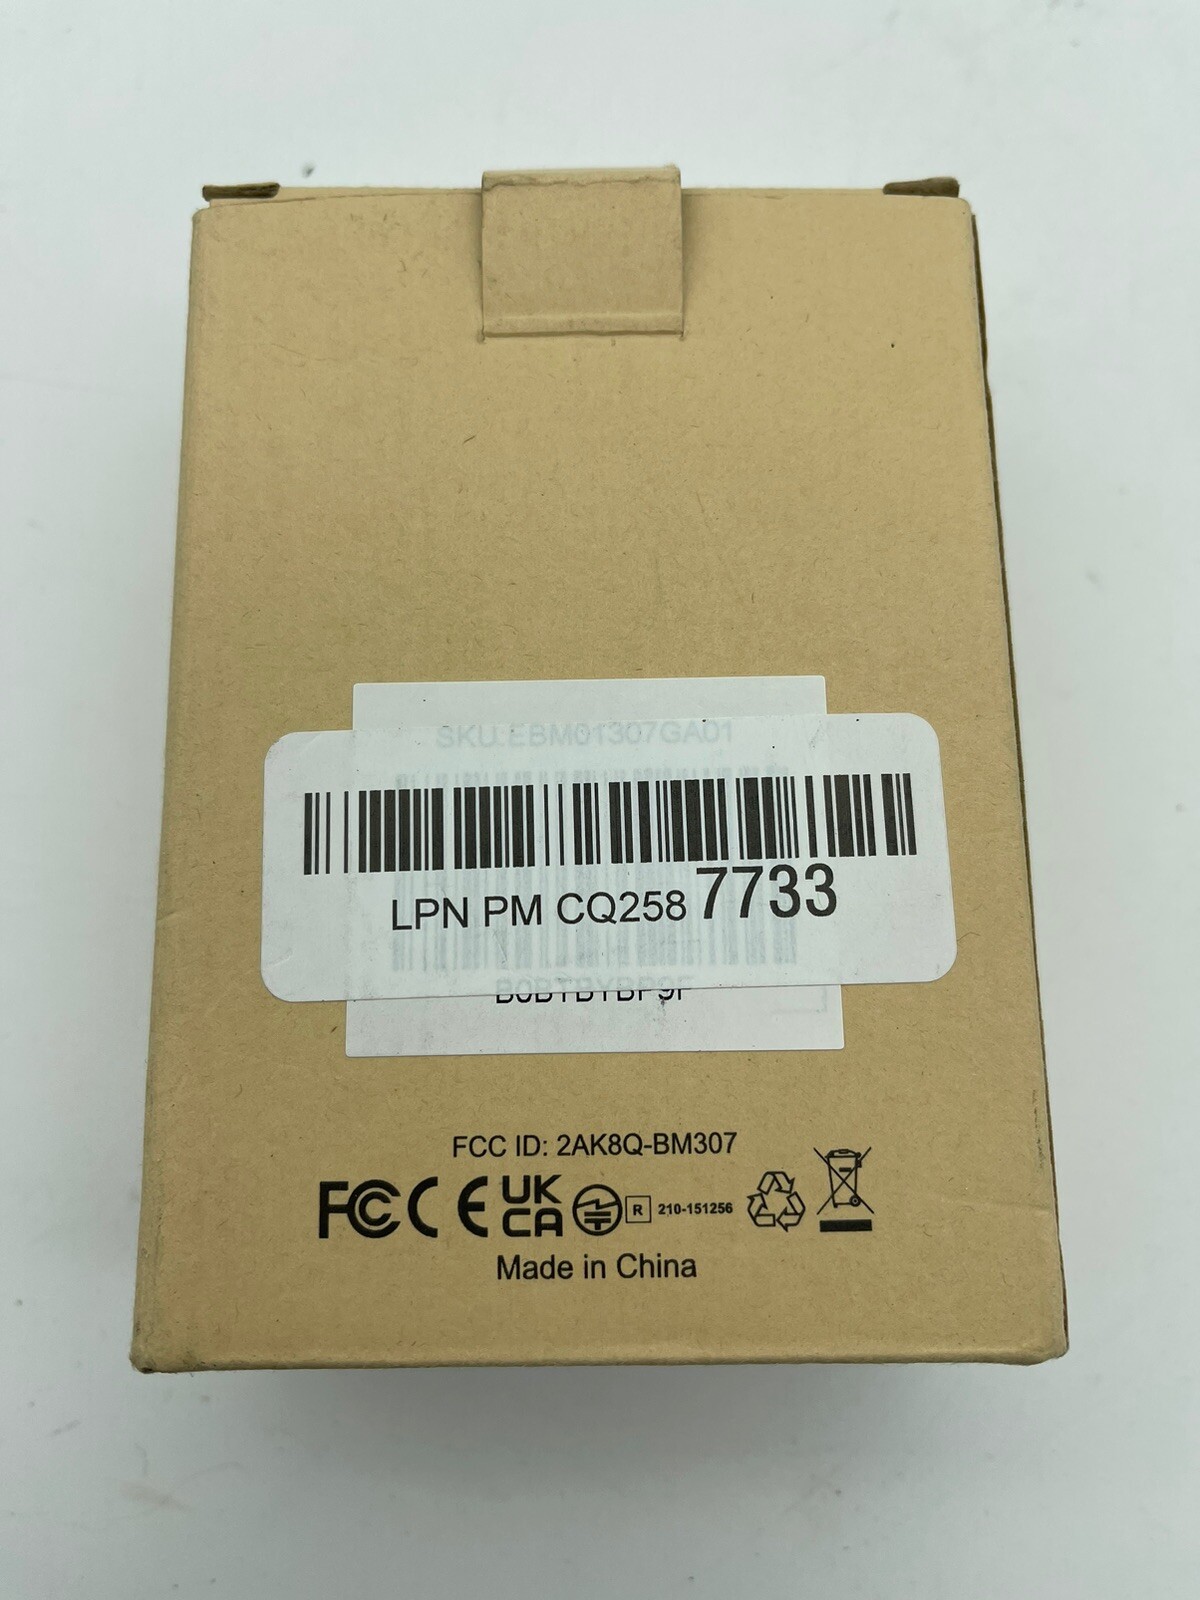 SKU:EBM01307GA01
LPN PM CQ258 7733
B0BTBYBP9F
FCC ID: 2AK8Q-BM307
FC CE UK CA R 210-151256
Made in China